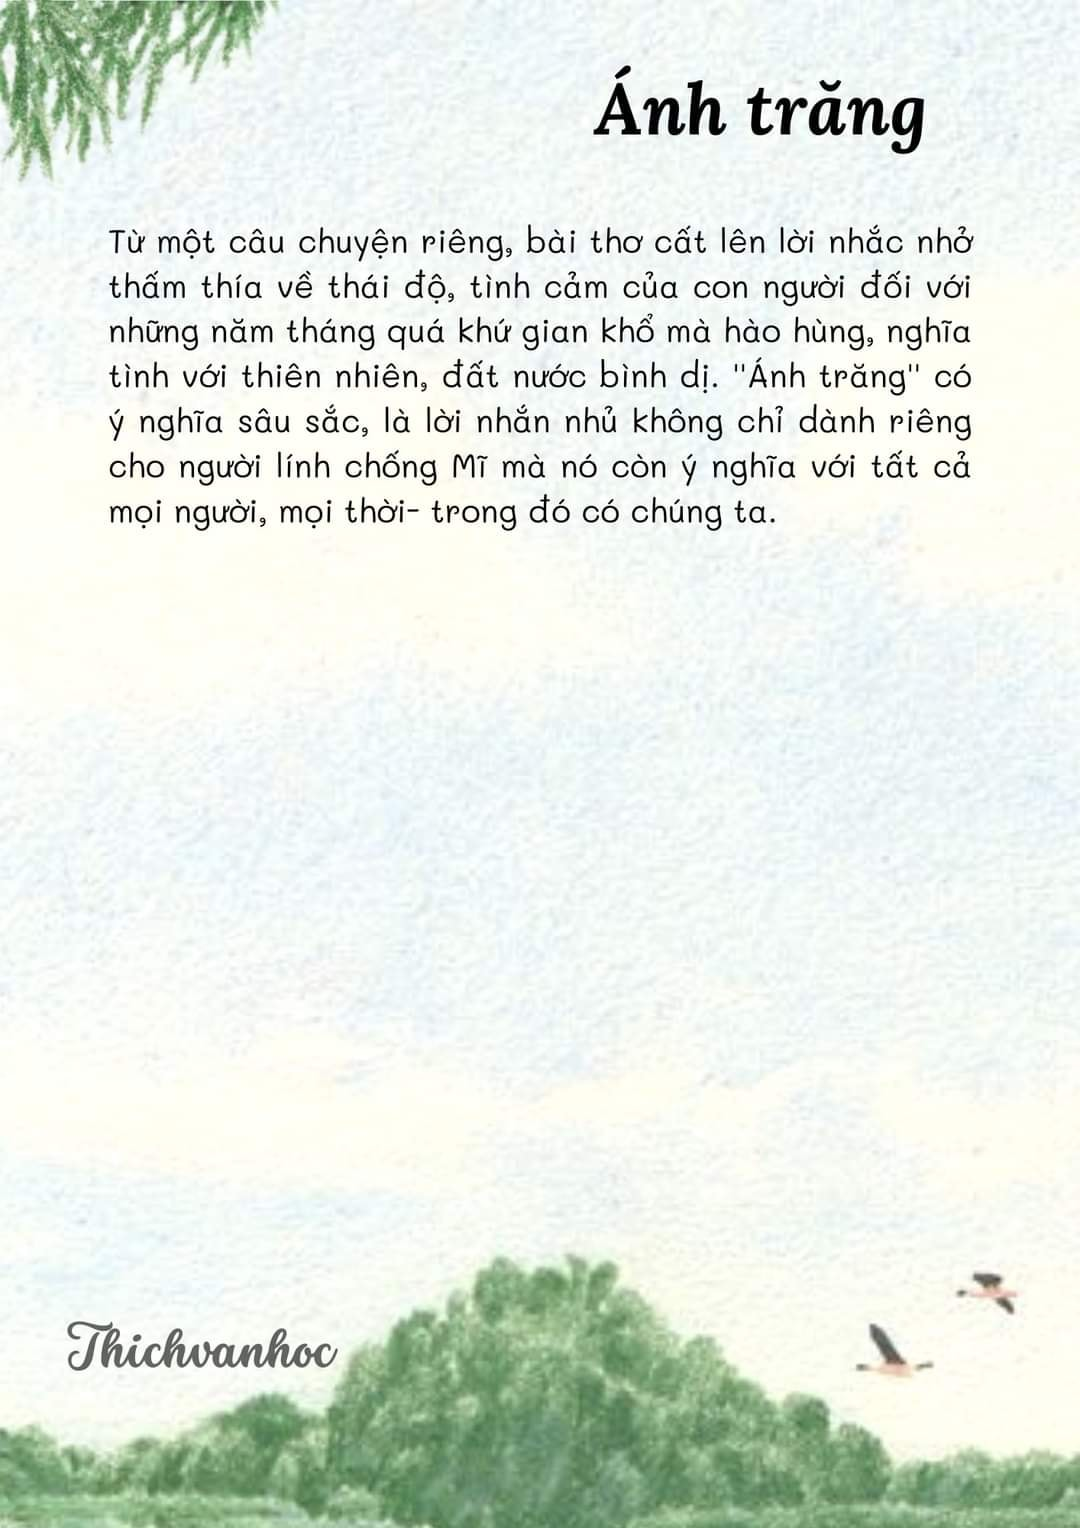 Ánh trăng
Từ một câu chuyện riêng, bài thơ cất lên lời nhắc nhở
thấm thía về thái độ, tình cảm của con người đối với
những năm tháng quá khứ gian khổ mà hào hùng, nghĩa
tình với thiên nhiên, đất nước bình dị. "Ánh trăng" có
ý nghĩa sâu sắc, là lời nhắn nhủ không chỉ dành riêng
cho người lính chống Mĩ mà nó còn ý nghĩa với tất cả
mọi người, mọi thời- trong đó có chúng ta.
Thichvanhoc